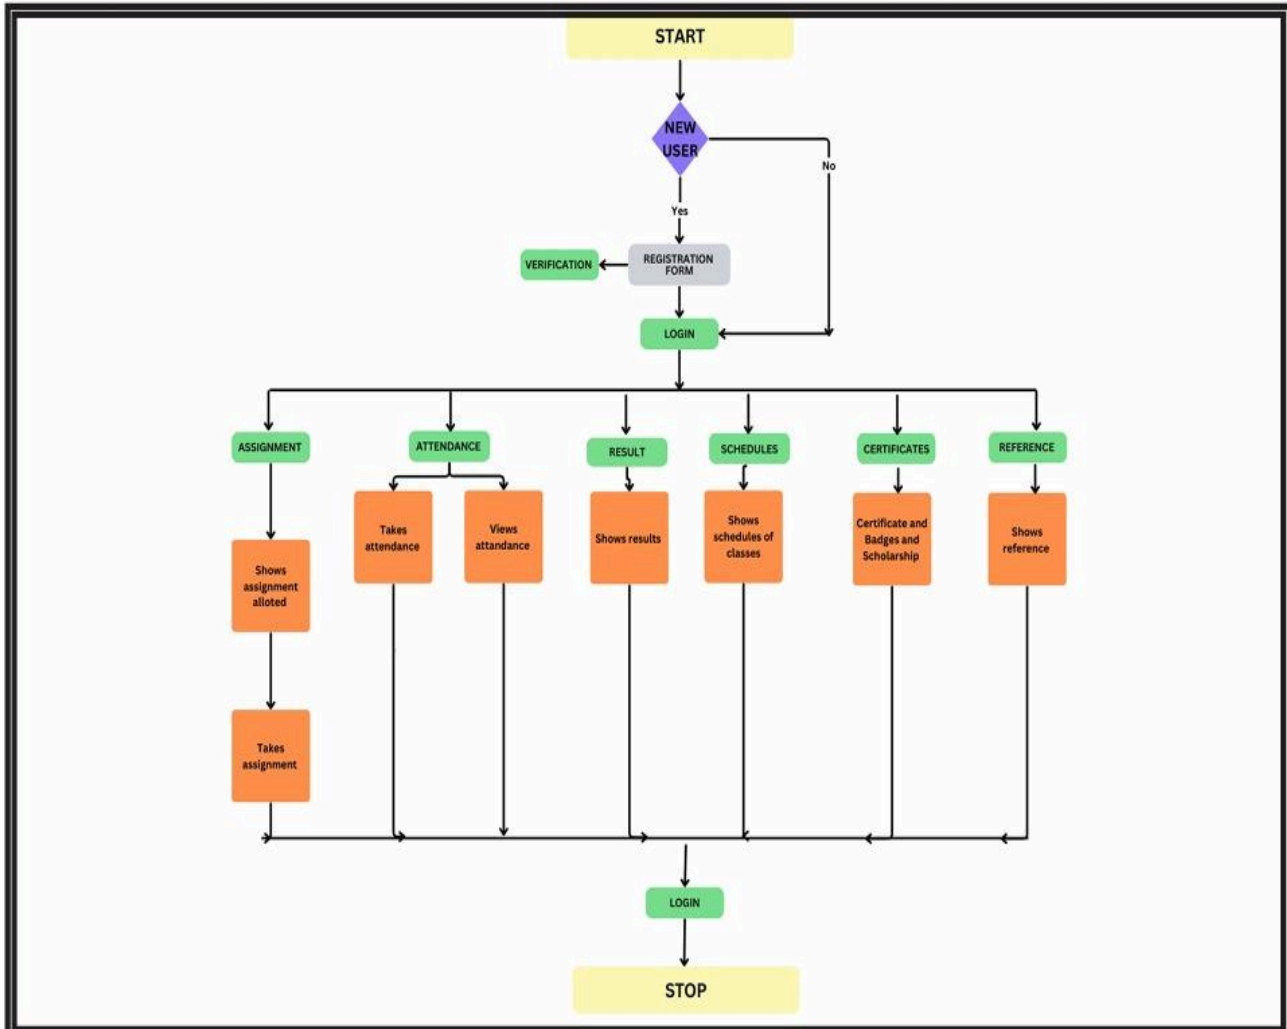 START
NEW
USER
No
Yes
VERIFICATION
REGISTRATION
FORM
LOGIN
ASSIGNMENT
ATTENDANCE
RESULT
SCHEDULES
CERTIFICATES
REFERENCE
Takes
attendance
Views
attandance
Shows results
Shows
schedules of
classes
Certificate and
Badges and
Scholarship
Shows
reference
Shows
assignment
alloted
Takes
assignment
LOGIN
STOP